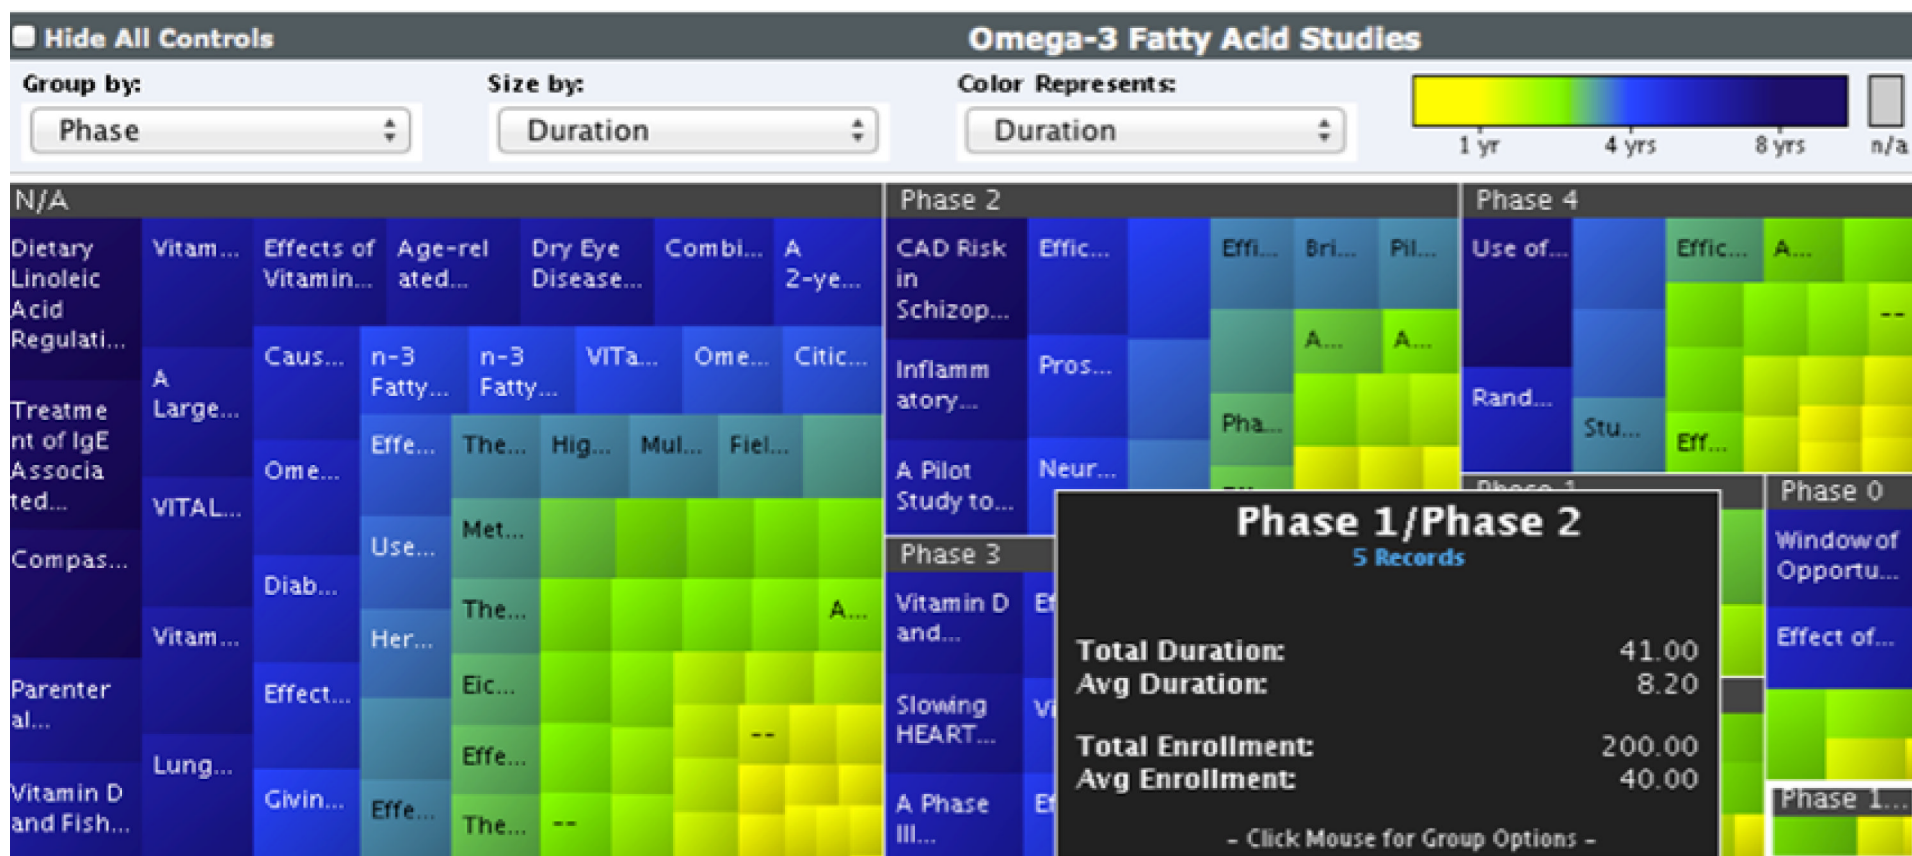 Hide All Controls
Omega-3 Fatty Acid Studies
Group by:
Size by:
Color Represents:
Phase
Duration
Duration
1 yr
4 yrs
8 yrs
n/a
N/A
Dietary
Linoleic
Acid
Regulati...
Treatme
nt of IgE
Associa
ted...
Compas...
Parenter
al...
Vitamin D
and Fish...
Vitam...
A
Large...
VITAL...
Vitam...
Lung...
Effects of
Vitamin...
Age-rel
ated...
Dry Eye
Disease...
Combi...
A
2-ye...
Caus...
Ome...
Diab...
Effect...
Givin...
n-3
Fatty...
n-3
Fatty...
VITa...
Ome...
Citic...
Effe...
Use...
Her...
Effe...
The...
Hig...
Mul...
Fiel...
Met...
The...
Eic...
Effe...
The...
A...
--
--
Phase 2
CAD Risk
in
Schizop...
Inflamm
atory...
A Pilot
Study to...
Effic...
Pros...
Neur...
Effi...
Bri...
Pil...
A...
A...
Pha...
Phase 4
Use of...
Rand...
Stu...
Effic...
A...
--
Eff...
Phase 3
Vitamin D
and...
Slowing
HEART...
A Phase
III...
Ef
Vi
Ef
Phase 1
Phase 0
Window of
Opportu...
Effect of...
Phase 1...
Phase 1/Phase 2
5 Records
Total Duration: 41.00
Avg Duration: 8.20
Total Enrollment: 200.00
Avg Enrollment: 40.00
– Click Mouse for Group Options –